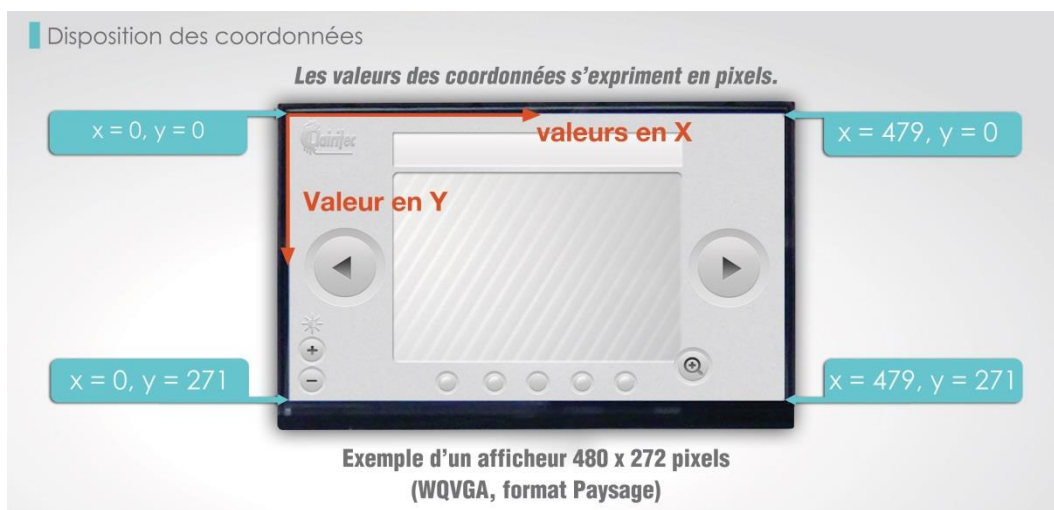 Disposition des coordonnées
Les valeurs des coordonnées s'expriment en pixels.
x = 0, y = 0
valeurs en X
x = 479, y = 0
Clairitec
Valeur en Y
x = 0, y = 271
x = 479, y = 271
Exemple d'un afficheur 480 x 272 pixels
(WQVGA, format Paysage)